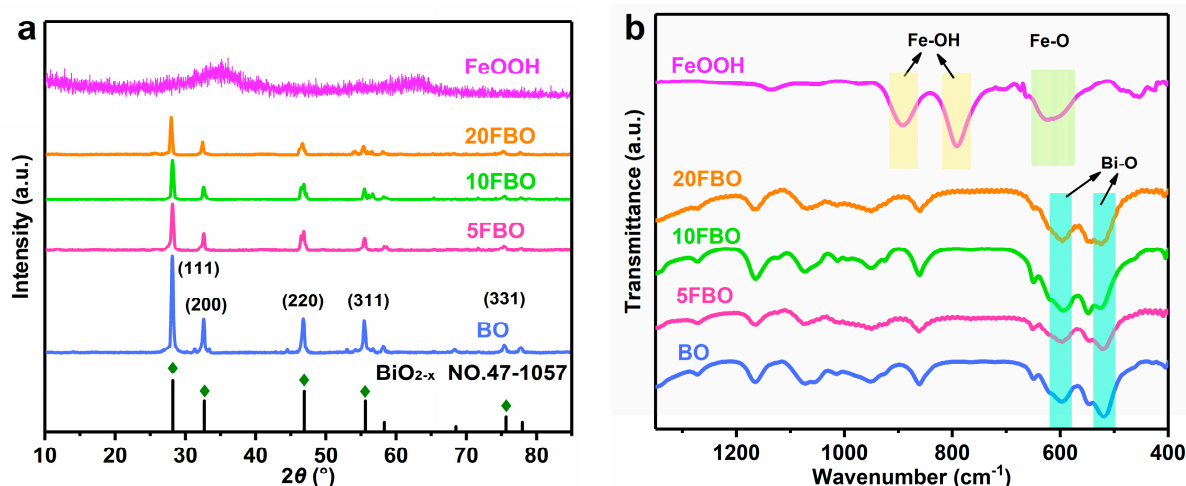 a
Intensity (a.u.)
FeOOH
20FBO
10FBO
5FBO
(111)
(200)
(220)
(311)
(331)
BO
BiO2-x NO.47-1057
10 20 30 40 50 60 70 80
2θ (°)
b
Transmittance (a.u.)
Fe-OH
Fe-O
FeOOH
Bi-O
20FBO
10FBO
5FBO
BO
1200 1000 800 600 400
Wavenumber (cm-1)